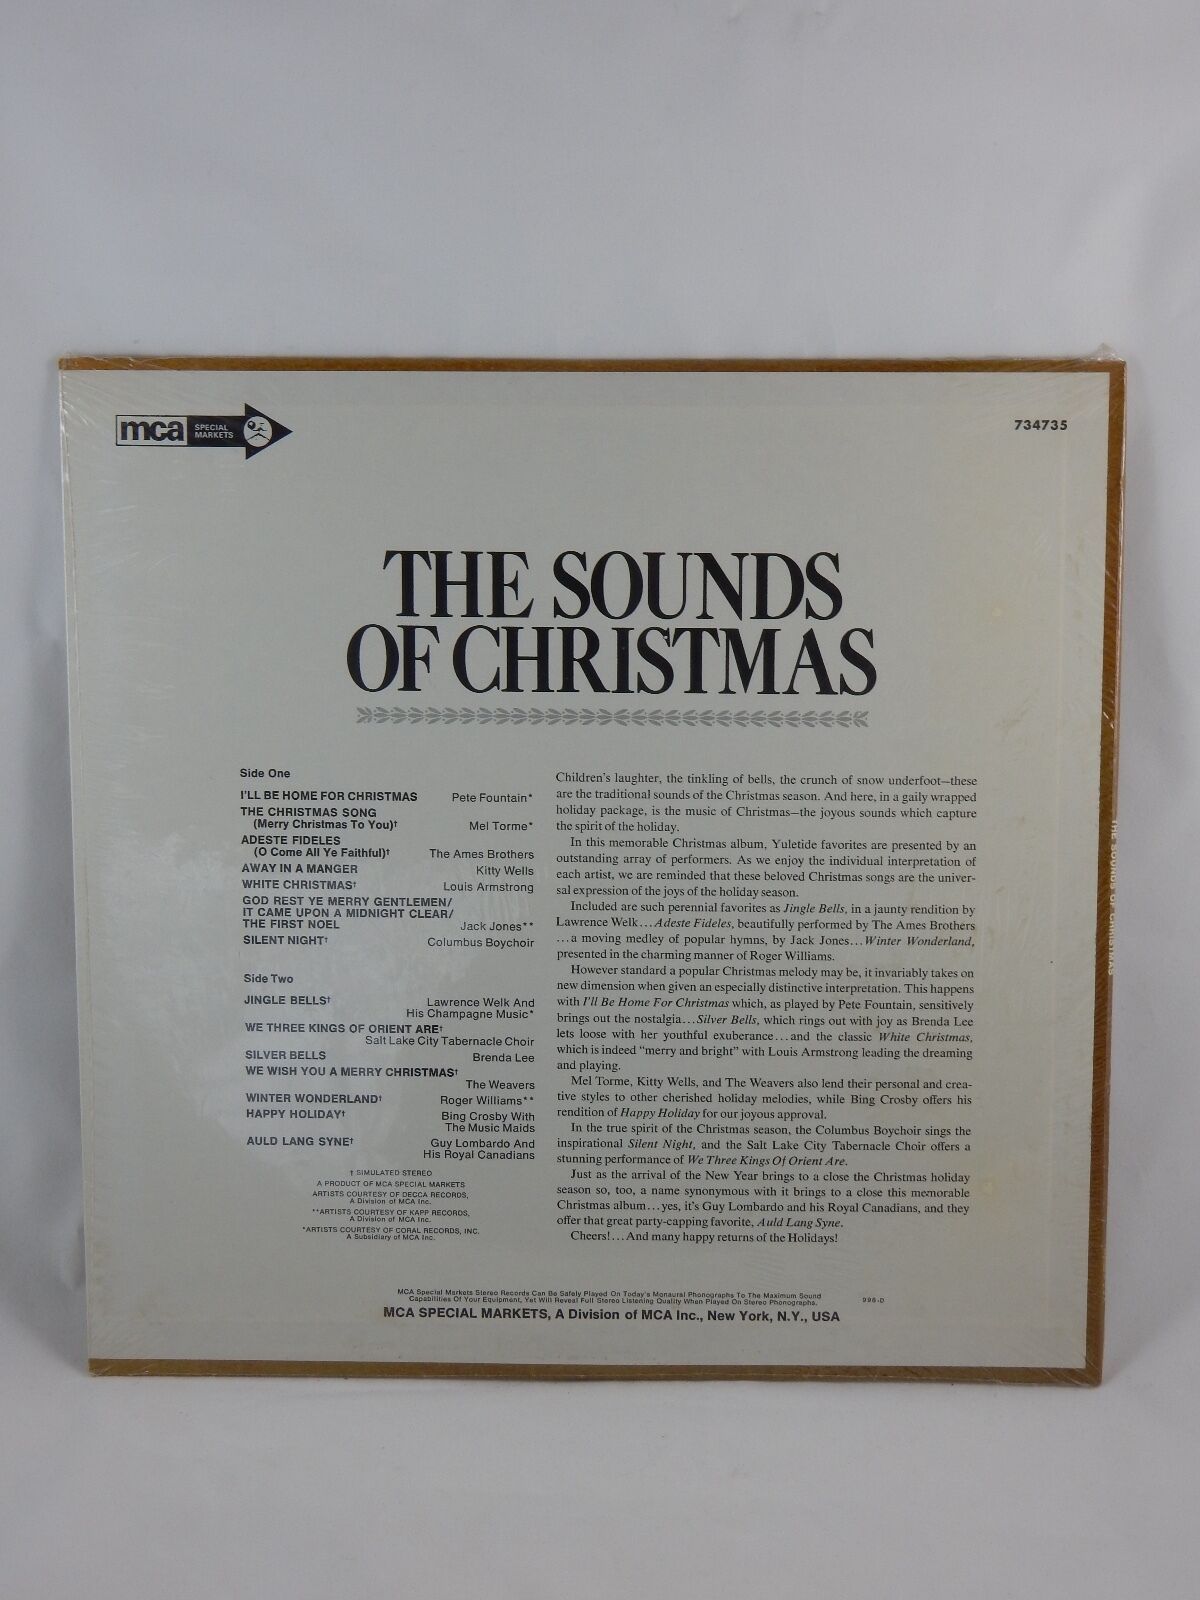 mca SPECIAL MARKETS
734735
THE SOUNDS
OF CHRISTMAS
Side One
I'LL BE HOME FOR CHRISTMAS Pete Fountain*
THE CHRISTMAS SONG
(Merry Christmas To You)† Mel Torme*
ADESTE FIDELES
(O Come All Ye Faithful)† The Ames Brothers
AWAY IN A MANGER Kitty Wells
WHITE CHRISTMAS† Louis Armstrong
GOD REST YE MERRY GENTLEMEN/
IT CAME UPON A MIDNIGHT CLEAR/
THE FIRST NOEL Jack Jones**
SILENT NIGHT† Columbus Boychoir
Side Two
JINGLE BELLS† Lawrence Welk And
His Champagne Music*
WE THREE KINGS OF ORIENT ARE†
Salt Lake City Tabernacle Choir
SILVER BELLS Brenda Lee
WE WISH YOU A MERRY CHRISTMAS†
The Weavers
WINTER WONDERLAND† Roger Williams**
HAPPY HOLIDAY† Bing Crosby With
The Music Maids
AULD LANG SYNE† Guy Lombardo And
His Royal Canadians
† SIMULATED STEREO
A PRODUCT OF MCA SPECIAL MARKETS
ARTISTS COURTESY OF DECCA RECORDS,
A Division of MCA Inc.
**ARTISTS COURTESY OF KAPP RECORDS,
A Division of MCA Inc.
*ARTISTS COURTESY OF CORAL RECORDS, INC.
A Subsidiary of MCA Inc.
Children's laughter, the tinkling of bells, the crunch of snow underfoot—these
are the traditional sounds of the Christmas season. And here, in a gaily wrapped
holiday package, is the music of Christmas—the joyous sounds which capture
the spirit of the holiday.
In this memorable Christmas album, Yuletide favorites are presented by an
outstanding array of performers. As we enjoy the individual interpretation of
each artist, we are reminded that these beloved Christmas songs are the univer-
sal expression of the joys of the holiday season.
Included are such perennial favorites as Jingle Bells, in a jaunty rendition by
Lawrence Welk...Adeste Fideles, beautifully performed by The Ames Brothers
...a moving medley of popular hymns, by Jack Jones...Winter Wonderland,
presented in the charming manner of Roger Williams.
However standard a popular Christmas melody may be, it invariably takes on
new dimension when given an especially distinctive interpretation. This happens
with I'll Be Home For Christmas which, as played by Pete Fountain, sensitively
brings out the nostalgia...Silver Bells, which rings out with joy as Brenda Lee
lets loose with her youthful exuberance...and the classic White Christmas,
which is indeed "merry and bright" with Louis Armstrong leading the dreaming
and playing.
Mel Torme, Kitty Wells, and The Weavers also lend their personal and crea-
tive styles to other cherished holiday melodies, while Bing Crosby offers his
rendition of Happy Holiday for our joyous approval.
In the true spirit of the Christmas season, the Columbus Boychoir sings the
inspirational Silent Night, and the Salt Lake City Tabernacle Choir offers a
stunning performance of We Three Kings Of Orient Are.
Just as the arrival of the New Year brings to a close the Christmas holiday
season so, too, a name synonymous with it brings to a close this memorable
Christmas album...yes, it's Guy Lombardo and his Royal Canadians, and they
offer that great party-capping favorite, Auld Lang Syne.
Cheers!...And many happy returns of the Holidays!
MCA Special Markets Stereo Records Can Be Safely Played On Today's Monaural Phonographs To The Maximum Sound
Capabilities Of Your Equipment, Yet Will Reveal Full Stereo Listening Quality When Played On Stereo Phonographs.
996-D
MCA SPECIAL MARKETS, A Division of MCA Inc., New York, N.Y., USA
THE SOUNDS OF CHRISTMAS